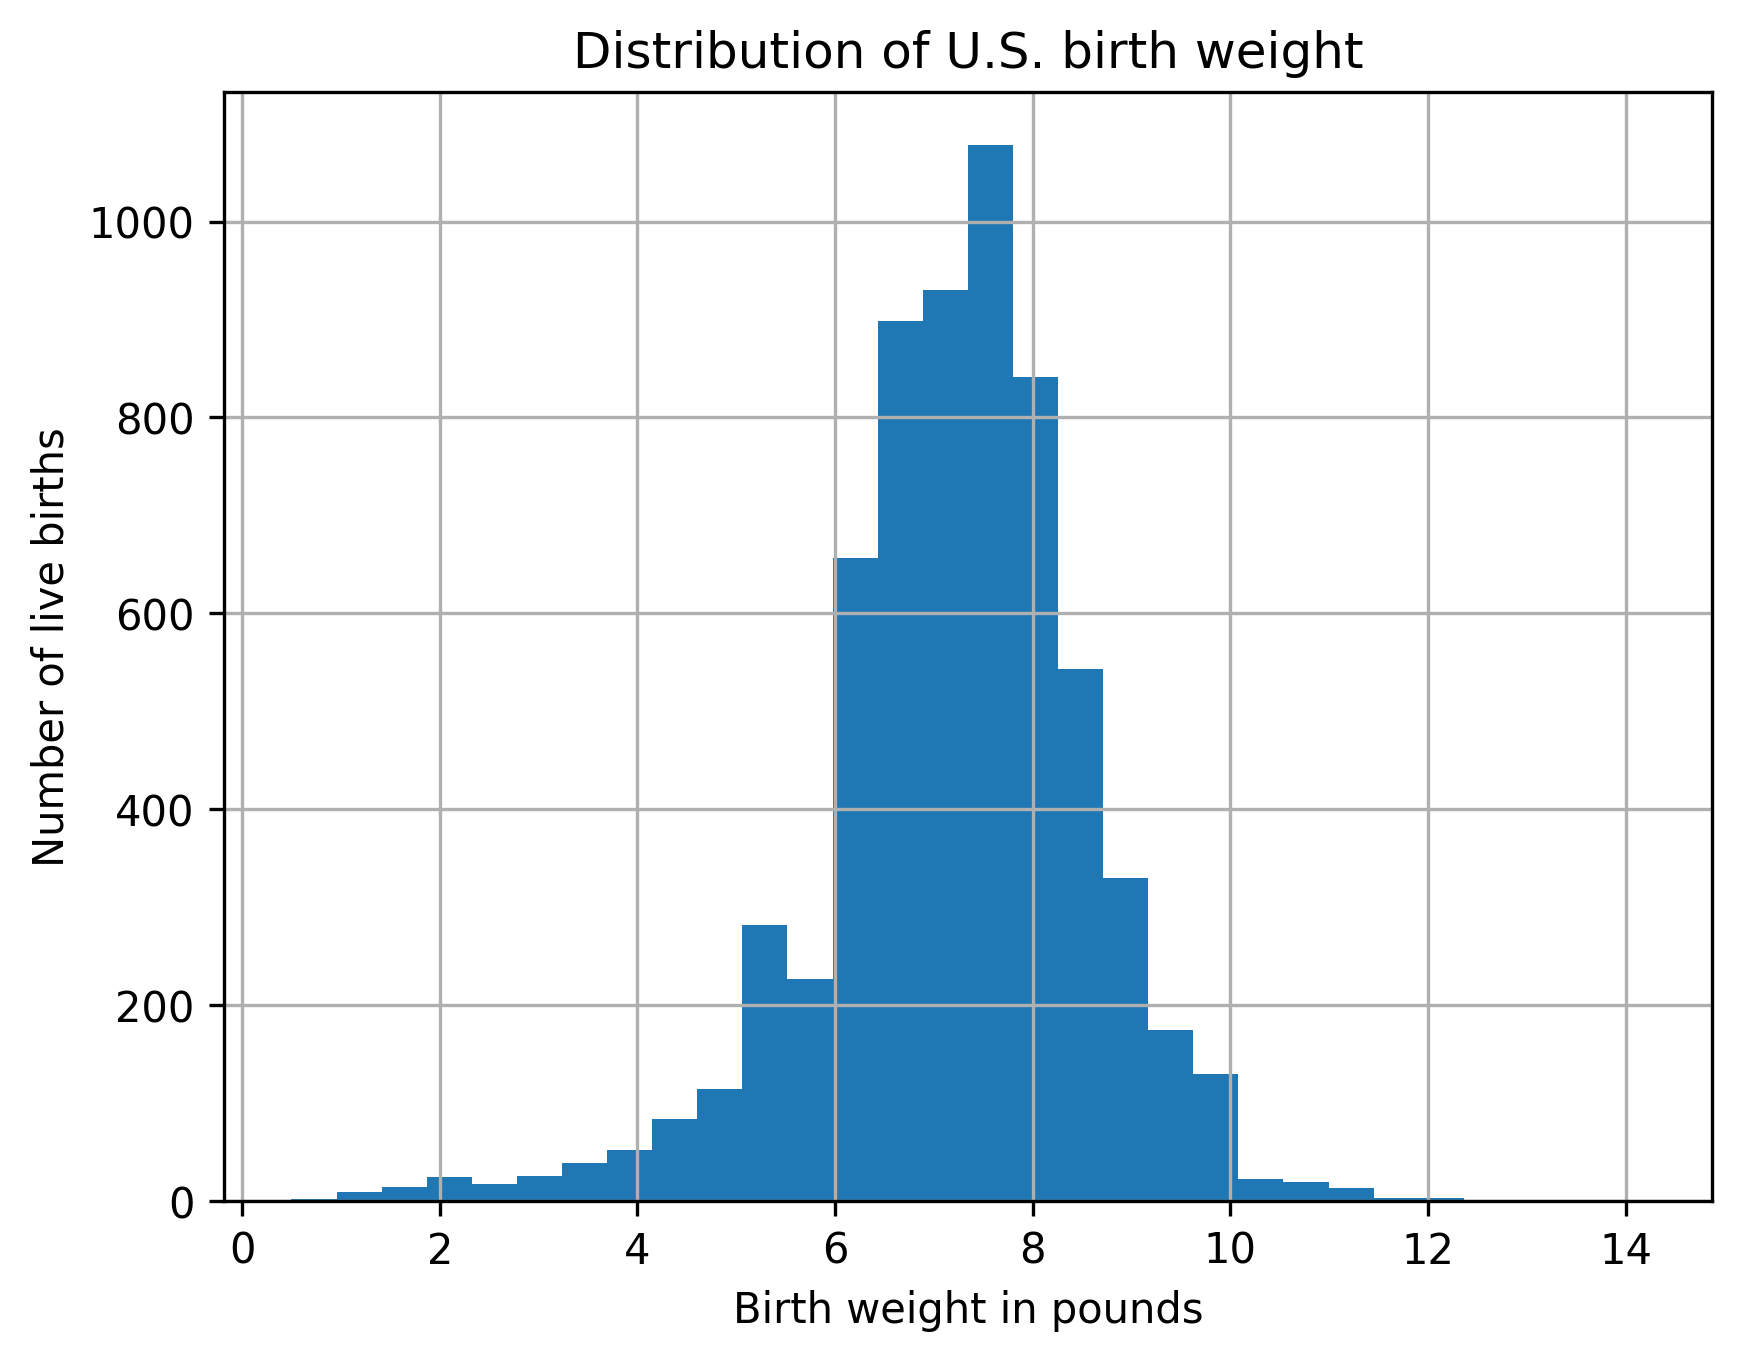 Distribution of U.S. birth weight
Number of live births
1000
800
600
400
200
0
0 2 4 6 8 10 12 14
Birth weight in pounds